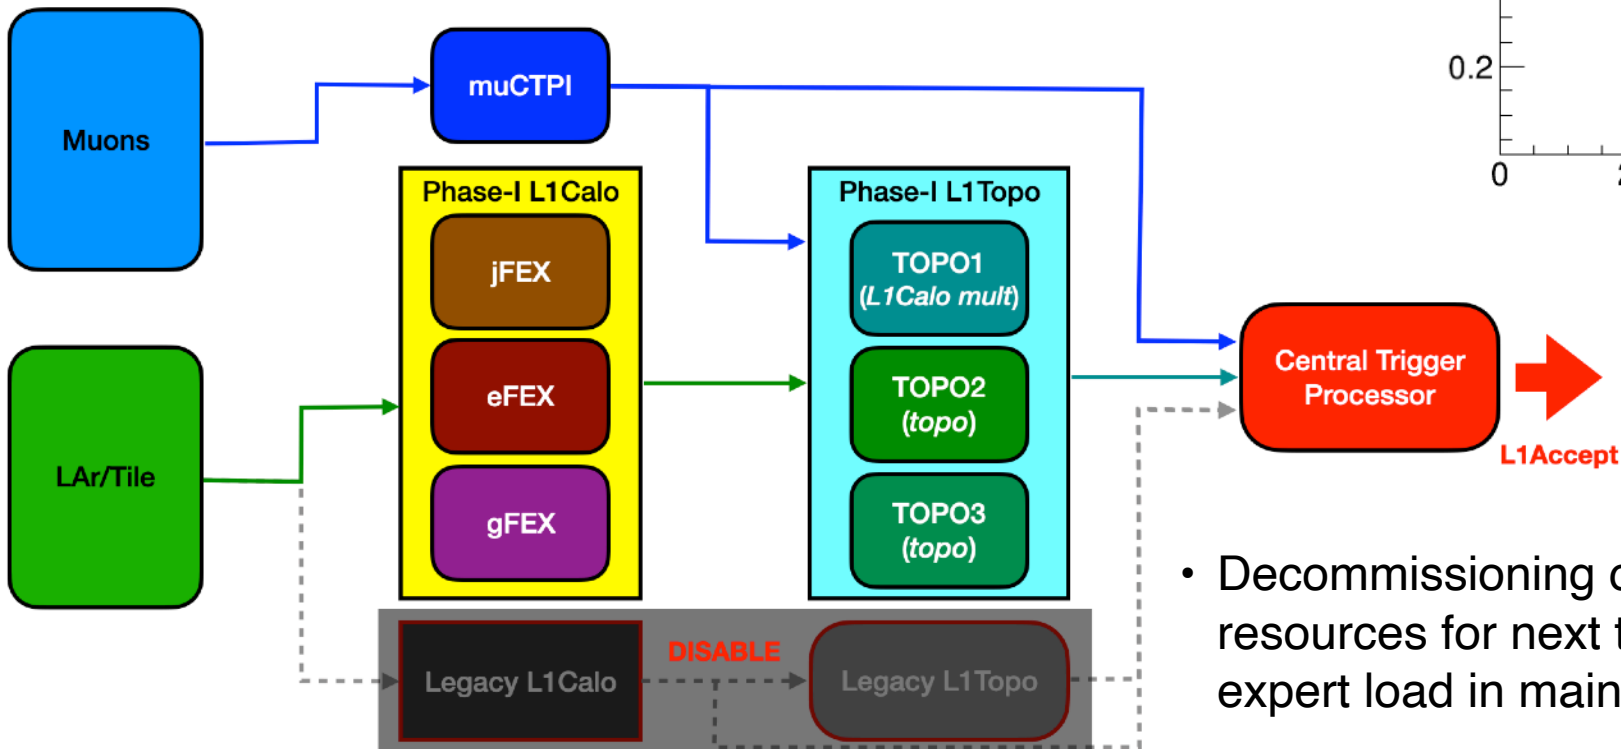 muCTPI
0.2
Muons
0
Phase-I L1Calo
Phase-I L1Topo
jFEX
TOPO1
(L1Calo mult)
eFEX
TOPO2
(topo)
Central Trigger
Processor
L1Accept
LAr/Tile
gFEX
TOPO3
(topo)
DISABLE
Legacy L1Calo
Legacy L1Topo
• Decommissioning
resources for next
expert load in